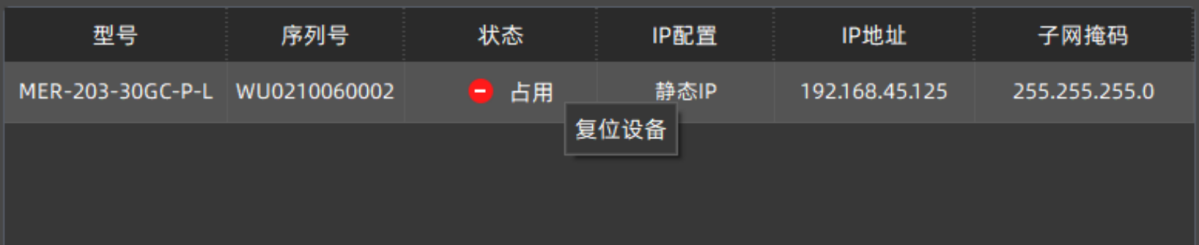 型号 序列号 状态 IP配置 IP地址 子网掩码
MER-203-30GC-P-L WU0210060002 占用 静态IP 192.168.45.125 255.255.255.0
复位设备